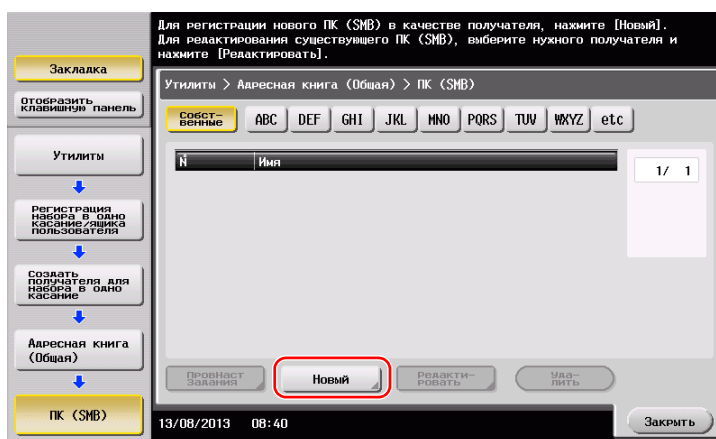 Для регистрации нового ПК (SMB) в качестве получателя, нажмите [Новый].
Для редактирования существующего ПК (SMB), выберите нужного получателя и
нажмите [Редактировать].
Закладка
Отобразить
клавишную панель
Утилиты
Регистрация
набора в одно
касание/ящика
пользователя
Создать
получателя для
набора в одно
касание
Адресная книга
(Общая)
ПК (SMB)
Утилиты > Адресная книга (Общая) > ПК (SMB)
Собст-
венные
ABC
DEF
GHI
JKL
MNO
PQRS
TUV
WXYZ
etc
N
Имя
1/ 1
ПровНаст
Задания
Новый
Редакти-
ровать
Уда-
лить
13/08/2013 08:40
Закрыть